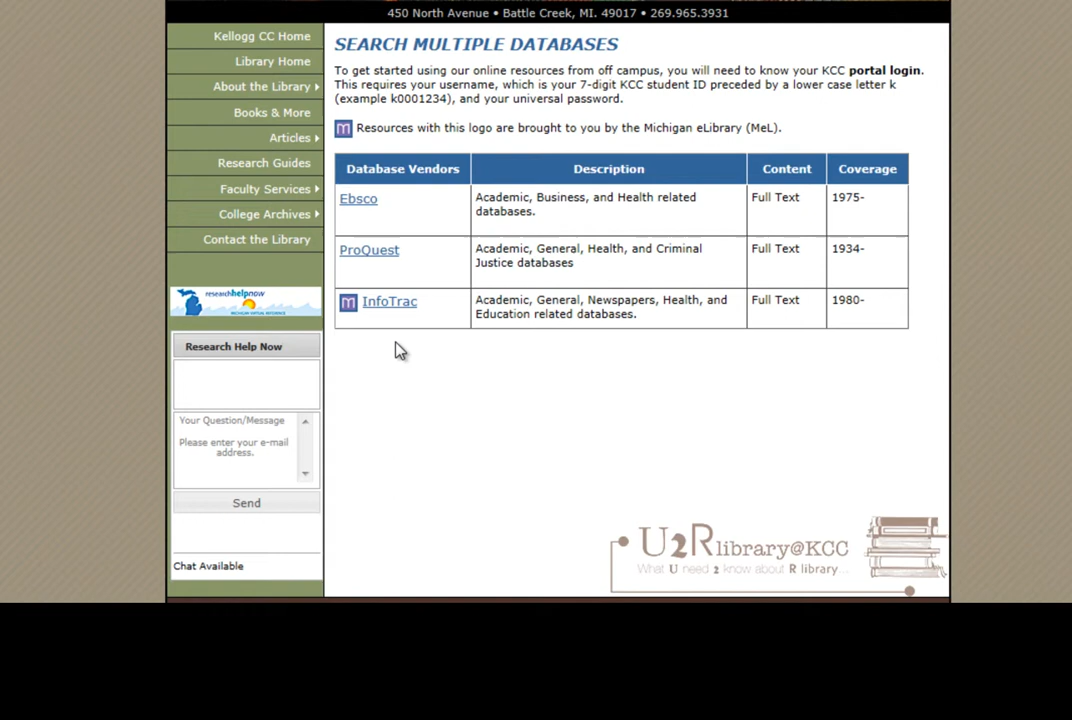 450 North Avenue • Battle Creek, MI. 49017 • 269.965.3931
Kellogg CC Home
Library Home
About the Library
Books & More
Articles
Research Guides
Faculty Services
College Archives
Contact the Library
researchhelpnow
MICHIGAN VIRTUAL REFERENCE
Research Help Now
Your Question/Message
Please enter your e-mail
address.
Send
Chat Available
SEARCH MULTIPLE DATABASES
To get started using our online resources from off campus, you will need to know your KCC portal login.
This requires your username, which is your 7-digit KCC student ID preceded by a lower case letter k
(example k0001234), and your universal password.
m Resources with this logo are brought to you by the Michigan eLibrary (MeL).
Database Vendors Description Content Coverage
Ebsco Academic, Business, and Health related Full Text 1975-
databases.
ProQuest Academic, General, Health, and Criminal Full Text 1934-
Justice databases
m InfoTrac Academic, General, Newspapers, Health, and Full Text 1980-
Education related databases.
U2Rlibrary@KCC
What U need 2 know about R library...